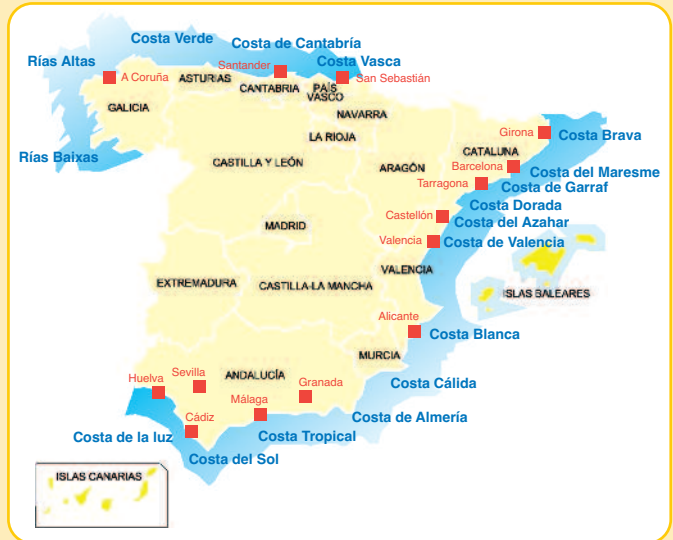 Costa Verde
Costa de Cantabría
Rías Altas
Santander
Costa Vasca
A Coruña
ASTURIAS
CANTABRIA
PAÍS
VASCO
San Sebastián
GALICIA
NAVARRA
LA RIOJA
Girona
Costa Brava
Rías Baixas
CASTILLA Y LEÓN
ARAGÓN
CATALUNA
Barcelona
Costa del Maresme
Tarragona
Costa de Garraf
Costa Dorada
Castellón
Costa del Azahar
MADRID
Valencia
Costa de Valencia
VALENCIA
EXTREMADURA
CASTILLA-LA MANCHA
ISLAS BALEARES
Alicante
Costa Blanca
MURCIA
Huelva
Sevilla
ANDALUCÍA
Granada
Costa Cálida
Málaga
Cádiz
Costa de Almería
Costa de la luz
Costa Tropical
Costa del Sol
ISLAS CANARIAS